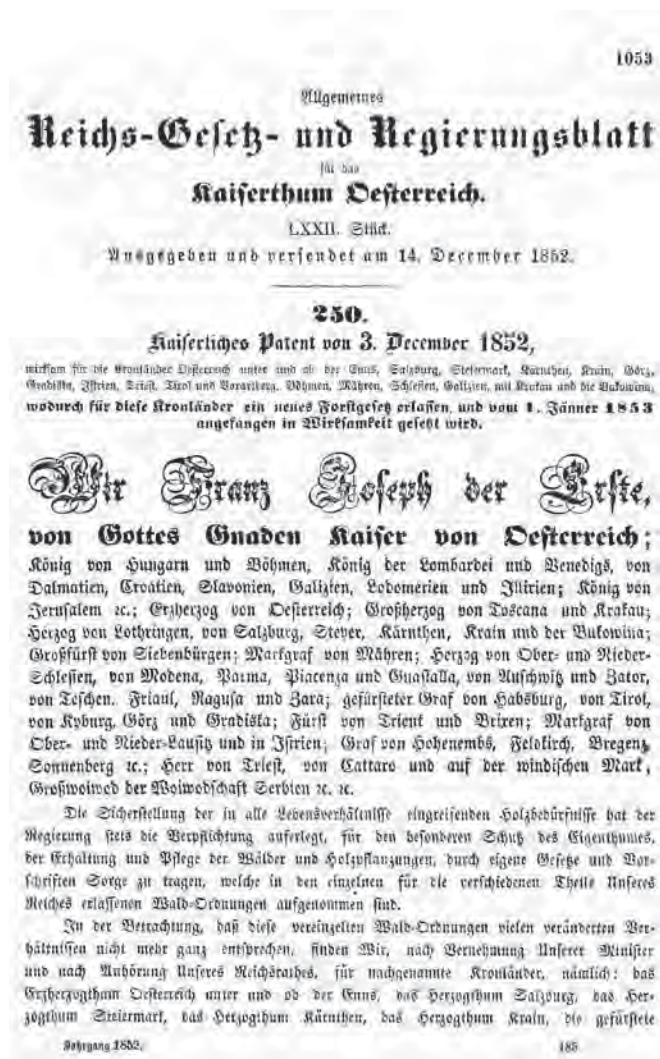 1053
Allgemeines
Reichs-Gesetz- und Regierungsblatt
für das
Kaiserthum Oesterreich.
LXXII. Stück.
Ausgegeben und versendet am 14. December 1852.
250.
Kaiserliches Patent von 3. December 1852,
wirksam für die Kronländer Oesterreich unter und ob der Enns, Salzburg, Steiermark, Kärnthen, Krain, Görz,
Gradiska, Istrien, Triest, Tirol und Vorarlberg, Böhmen, Mähren, Schlesien, Galizien, mit Krakau und die Bukowina,
wodurch für diese Kronländer ein neues Forstgesetz erlassen, und vom 1. Jänner 1853
angefangen in Wirksamkeit gesetzt wird.
Wir Franz Joseph der Erste,
von Gottes Gnaden Kaiser von Oesterreich;
König von Hungarn und Böhmen, König der Lombardei und Venedigs, von
Dalmatien, Croatien, Slavonien, Galizien, Lodomerien und Illirien; König von
Jerusalem ꝛc.; Erzherzog von Oesterreich; Großherzog von Toscana und Krakau;
Herzog von Lothringen, von Salzburg, Steyer, Kärnthen, Krain und der Bukowina;
Großfürst von Siebenbürgen; Markgraf von Mähren; Herzog von Ober- und Nieder-
Schlesien, von Modena, Parma, Piacenza und Guastalla, von Auschwitz und Zator,
von Teschen, Friaul, Ragusa und Zara; gefürsteter Graf von Habsburg, von Tirol,
von Kyburg, Görz und Gradiska; Fürst von Trient und Brixen; Markgraf von
Ober- und Nieder-Lausitz und in Istrien; Graf von Hohenembs, Feldkirch, Bregenz,
Sonnenberg ꝛc.; Herr von Triest, von Cattaro und auf der windischen Mark,
Großwoiwod der Woiwodschaft Serbien ꝛc. ꝛc.
Die Sicherstellung der in alle Lebensverhältnisse eingreifenden Holzbedürfnisse hat der
Regierung stets die Verpflichtung auferlegt, für den besonderen Schutz des Eigenthumes,
der Erhaltung und Pflege der Wälder und Holzpflanzungen, durch eigene Gesetze und Vor-
schriften Sorge zu tragen, welche in den einzelnen für die verschiedenen Theile Unseres
Reiches erlassenen Wald-Ordnungen aufgenommen sind.
In der Betrachtung, daß diese vereinzelten Wald-Ordnungen vielen veränderten Ver-
hältnissen nicht mehr ganz entsprechen, finden Wir, nach Vernehmung Unserer Minister
und nach Anhörung Unseres Reichsrathes, für nachgenannte Kronländer, nämlich: das
Erzherzogthum Oesterreich unter und ob der Enns, das Herzogthum Salzburg, das Her-
zogthum Steiermark, das Herzogthum Kärnthen, das Herzogthum Krain, die gefürstete
Jahrgang 1852. 185